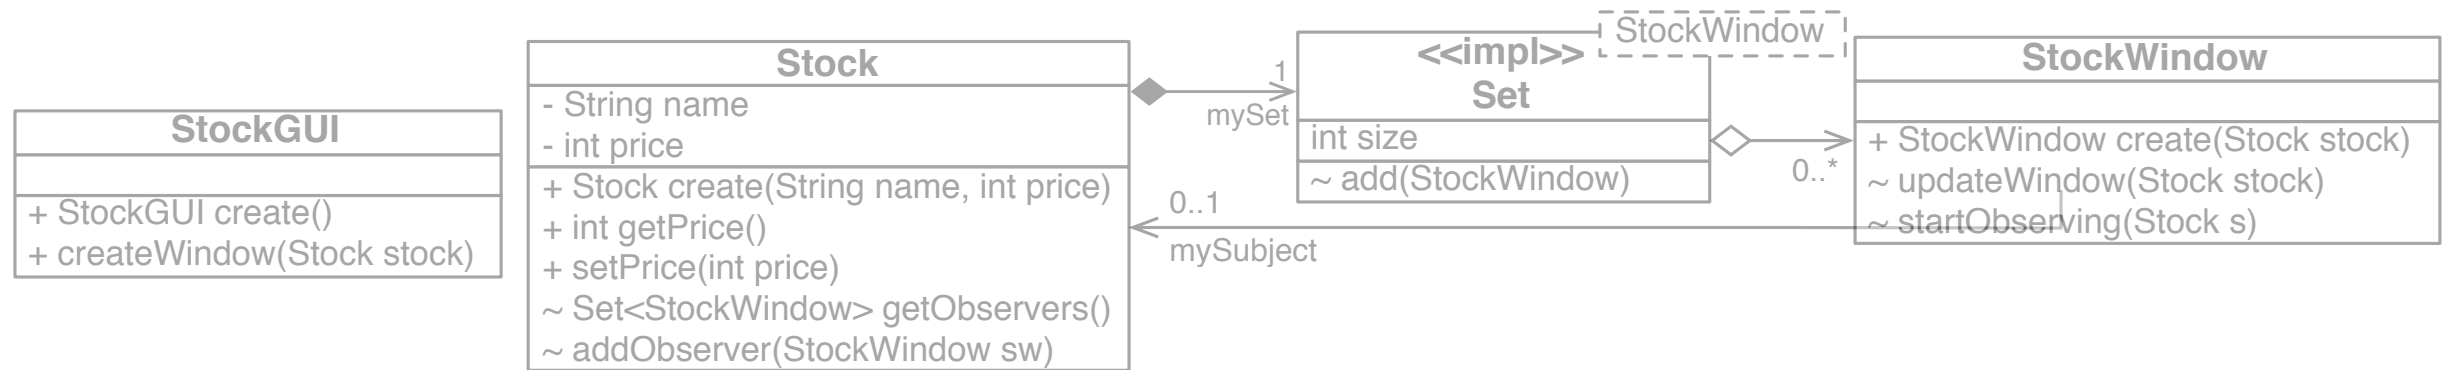 StockGUI
+ StockGUI create()
+ createWindow(Stock stock)
Stock
- String name
- int price
+ Stock create(String name, int price)
+ int getPrice()
+ setPrice(int price)
~ Set<StockWindow> getObservers()
~ addObserver(StockWindow sw)
1
mySet
StockWindow
<<impl>>
Set
int size
~ add(StockWindow)
0..*
0..1
mySubject
StockWindow
+ StockWindow create(Stock stock)
~ updateWindow(Stock stock)
~ startObserving(Stock s)